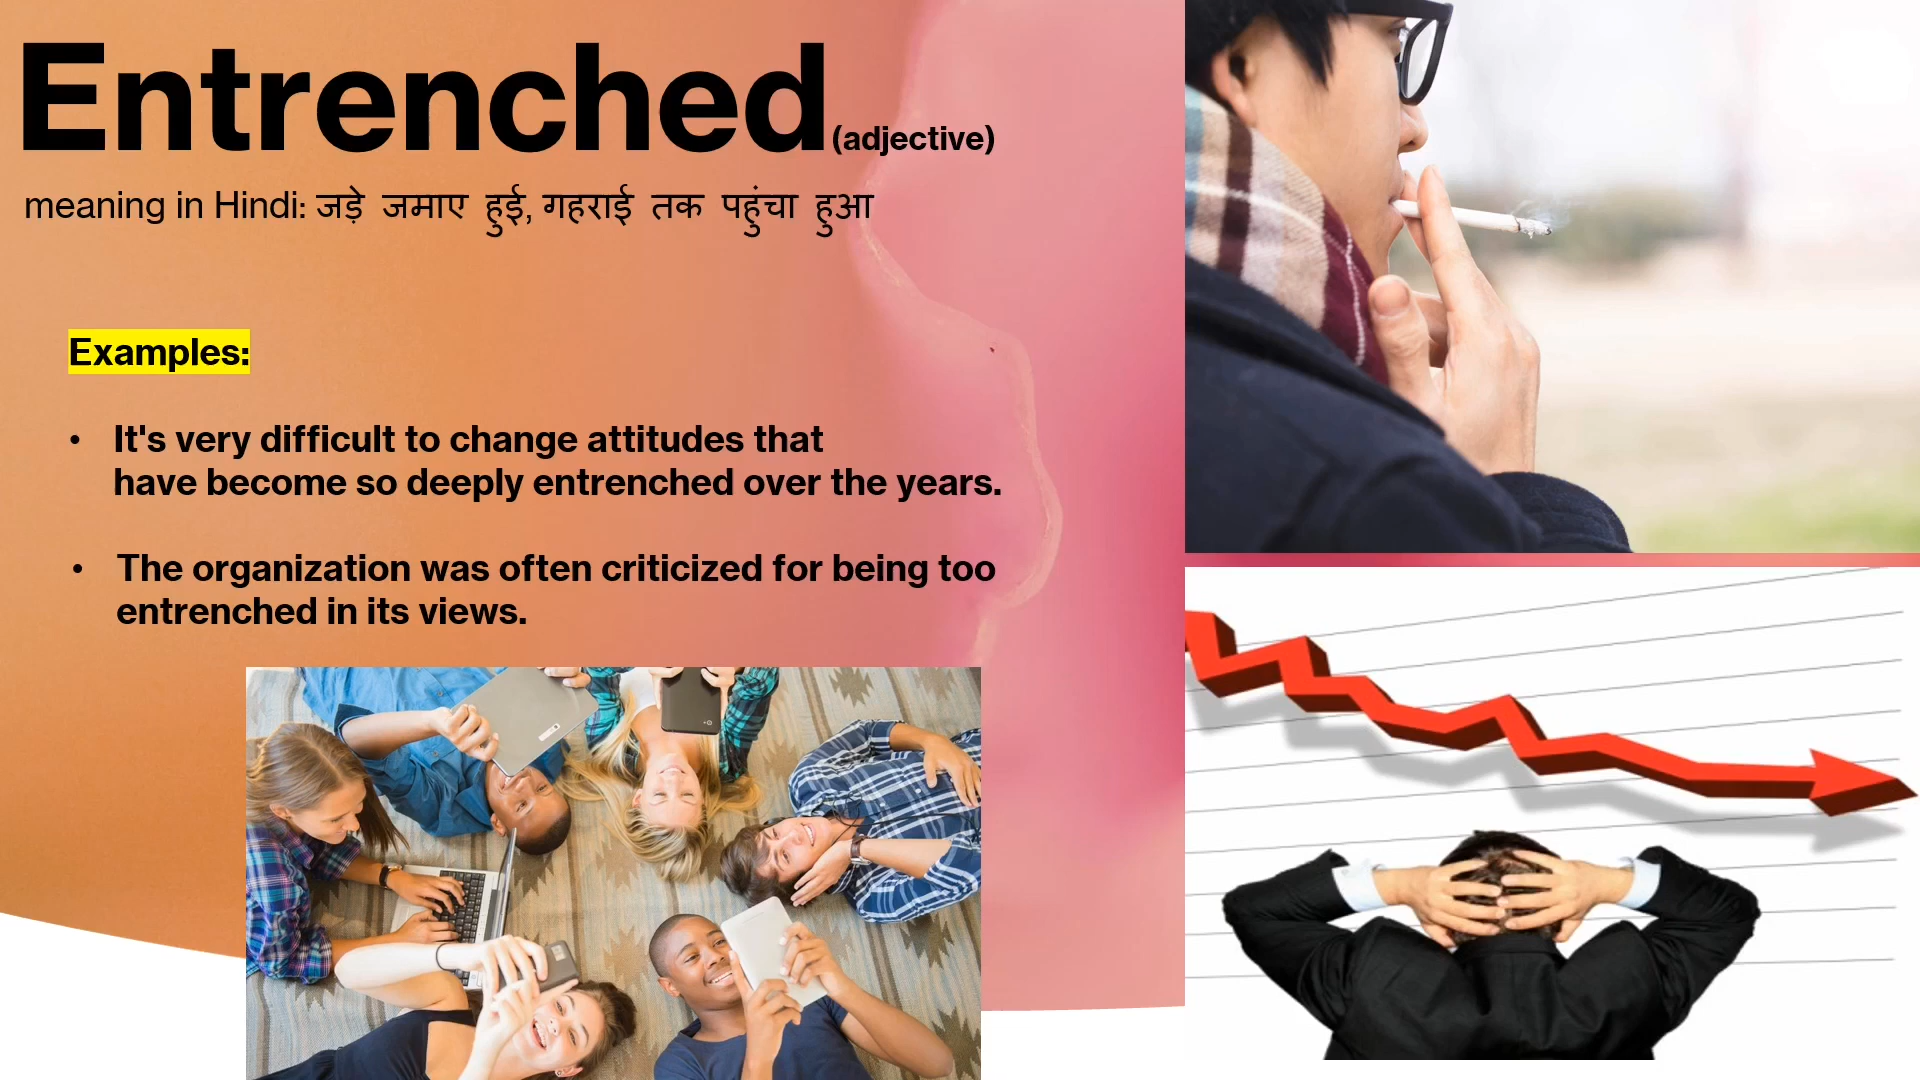 Entrenched (adjective)
meaning in Hindi: जड़े जमाए हुई, गहराई तक पहुंचा हुआ
Examples:
• It's very difficult to change attitudes that
have become so deeply entrenched over the years.
• The organization was often criticized for being too
entrenched in its views.